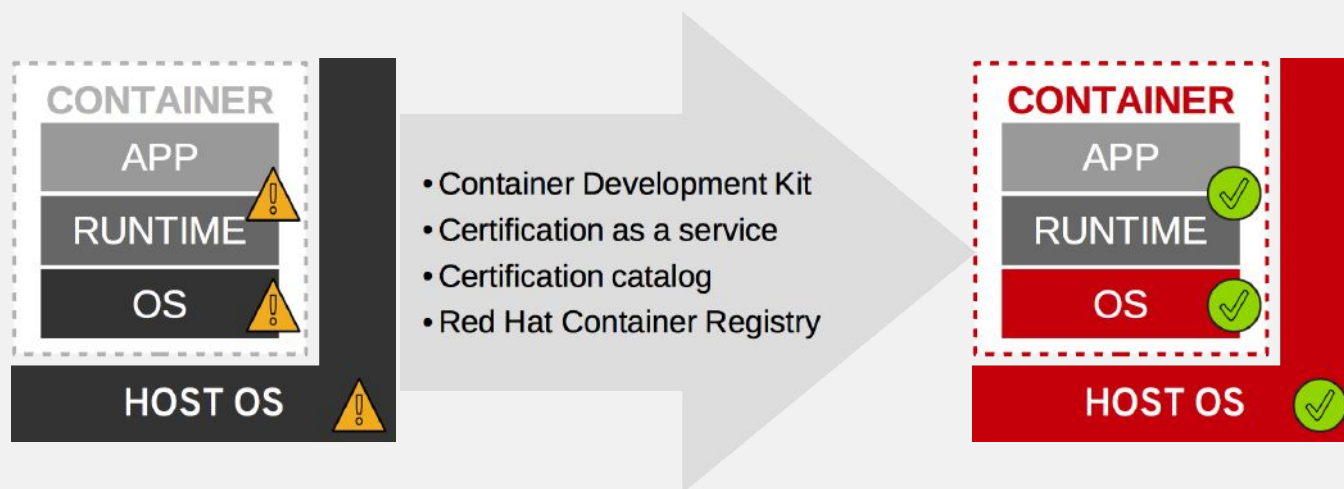 CONTAINER
APP
RUNTIME
OS
HOST OS
• Container Development Kit
• Certification as a service
• Certification catalog
• Red Hat Container Registry
CONTAINER
APP
RUNTIME
OS
HOST OS